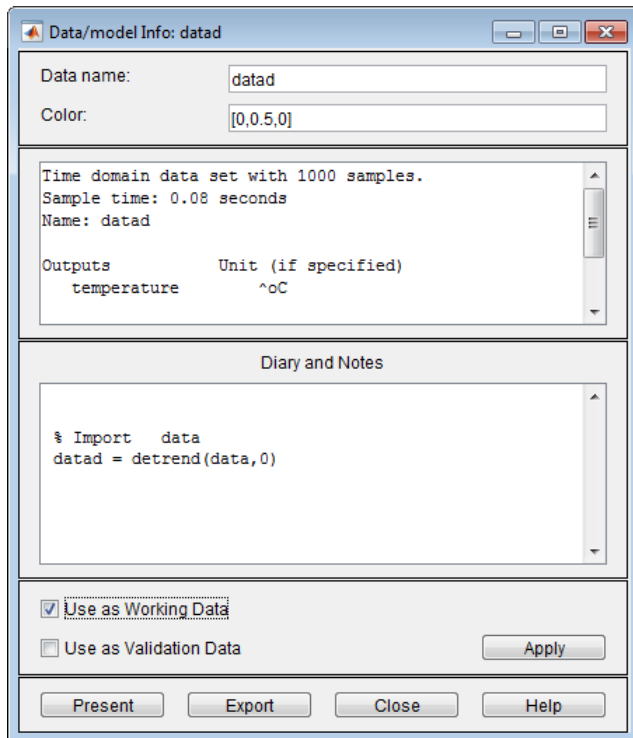 Data/model Info: datad
Data name: datad
Color: [0,0.5,0]
Time domain data set with 1000 samples.
Sample time: 0.08 seconds
Name: datad
Outputs Unit (if specified)
temperature ^oC
Diary and Notes
% Import data
datad = detrend(data,0)
Use as Working Data
Use as Validation Data Apply
Present Export Close Help